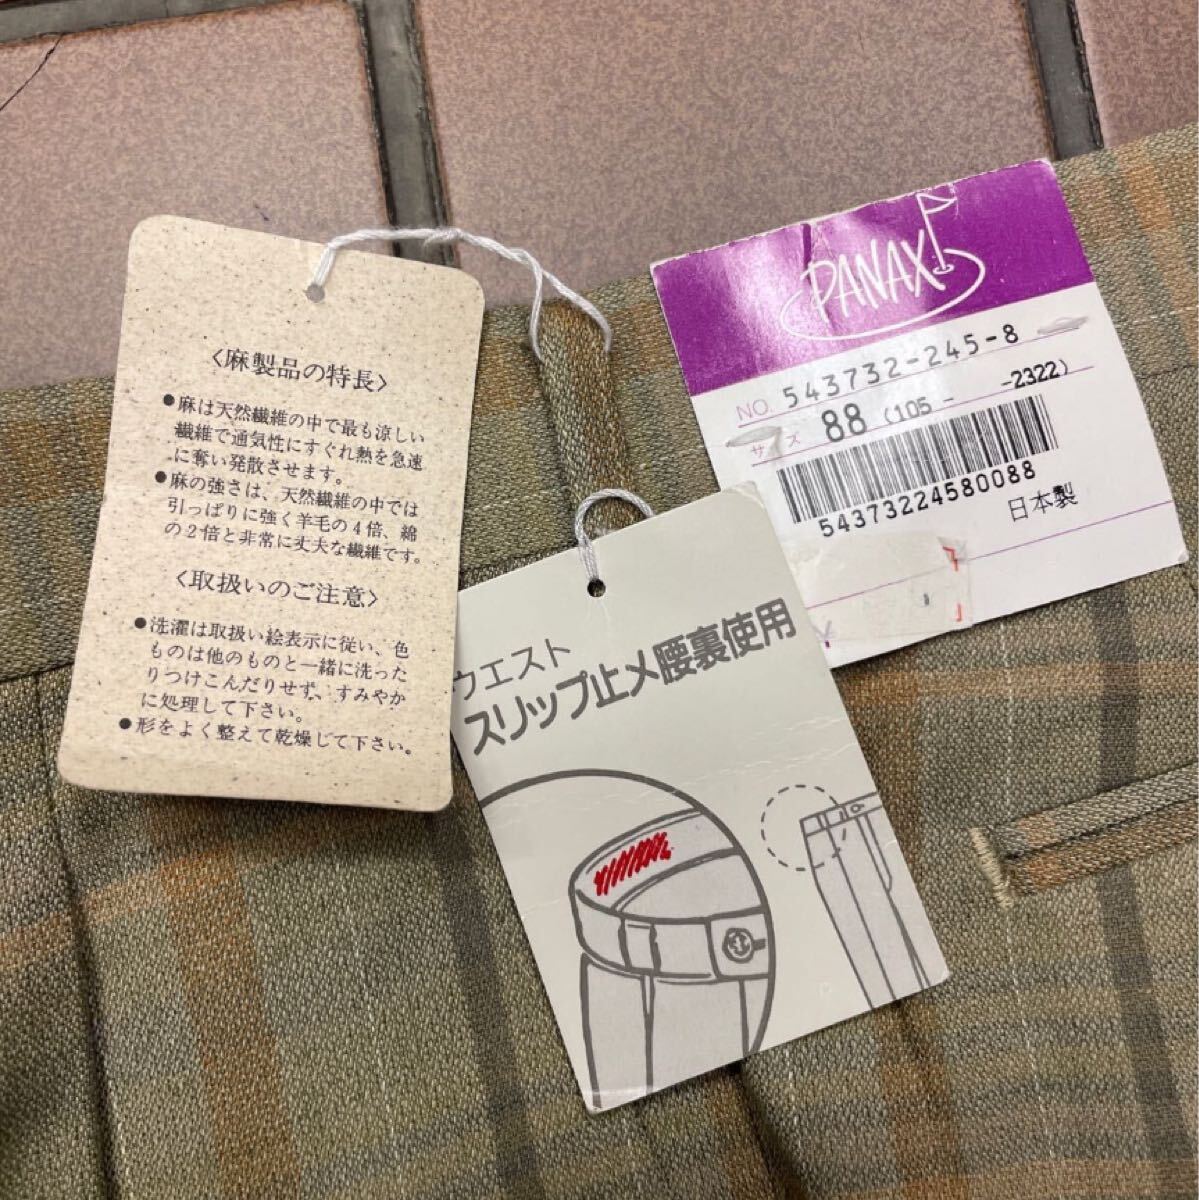 〈麻製品の特長〉
●麻は天然繊維の中で最も涼しい
繊維で通気性にすぐれ熱を急速
に奪い発散させます。
●麻の強さは、天然繊維の中では
引っぱりに強く羊毛の4倍、綿
の2倍と非常に丈夫な繊維です。
〈取扱いのご注意〉
●洗濯は取扱い絵表示に従い、色
ものは他のものと一緒に洗った
りつけこんだりせず、すみやか
に処理して下さい。
●形をよく整えて乾燥して下さい。
ウエスト
スリップ止メ腰裏使用
PANAX
NO. 543732-245-8
サイズ 88 (105 - -2322)
54373224580088
日本製